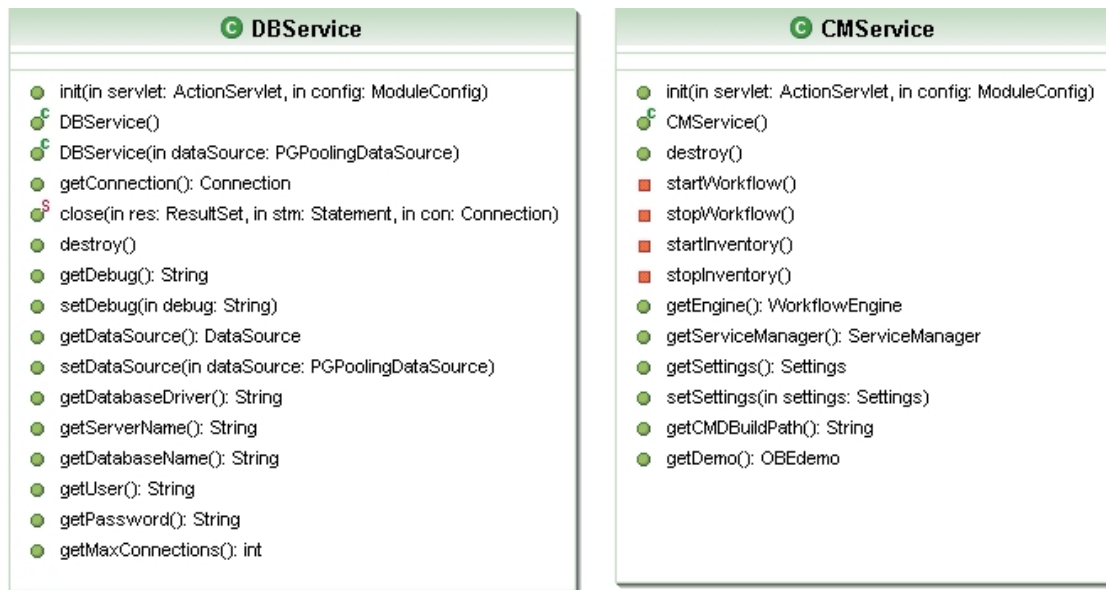 DBService
init(in servlet: ActionServlet, in config: ModuleConfig)
DBService()
DBService(in dataSource: PGPoolingDataSource)
getConnection(): Connection
close(in res: ResultSet, in stm: Statement, in con: Connection)
destroy()
getDebug(): String
setDebug(in debug: String)
getDataSource(): DataSource
setDataSource(in dataSource: PGPoolingDataSource)
getDatabaseDriver(): String
getServerName(): String
getDatabaseName(): String
getUser(): String
getPassword(): String
getMaxConnections(): int
CMService
init(in servlet: ActionServlet, in config: ModuleConfig)
CMService()
destroy()
startWorkflow()
stopWorkflow()
startInventory()
stopInventory()
getEngine(): WorkflowEngine
getServiceManager(): ServiceManager
getSettings(): Settings
setSettings(in settings: Settings)
getCMDBuildPath(): String
getDemo(): OBEdemo